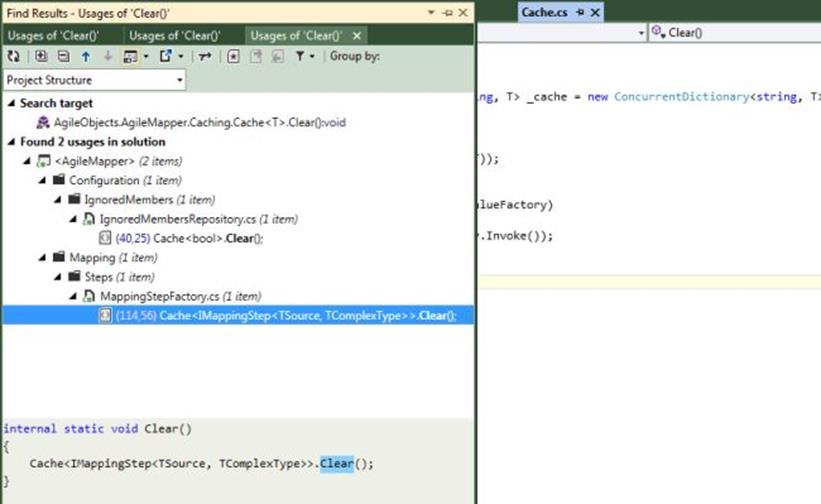 Find Results - Usages of 'Clear()'
Usages of 'Clear()' Usages of 'Clear()' Usages of 'Clear()'
Group by:
Project Structure
Search target
AgileObjects.AgileMapper.Caching.Cache<T>.Clear():void
Found 2 usages in solution
<AgileMapper> (2 items)
Configuration (1 item)
IgnoredMembers (1 item)
IgnoredMembersRepository.cs (1 item)
(40,25) Cache<bool>.Clear();
Mapping (1 item)
Steps (1 item)
MappingStepFactory.cs (1 item)
(114,56) Cache<IMappingStep<TSource, TComplexType>>.Clear();
internal static void Clear()
{
Cache<IMappingStep<TSource, TComplexType>>.Clear();
}
Cache.cs
Clear()
ng, T> _cache = new ConcurrentDictionary<string, T>
));
alueFactory)
.Invoke());